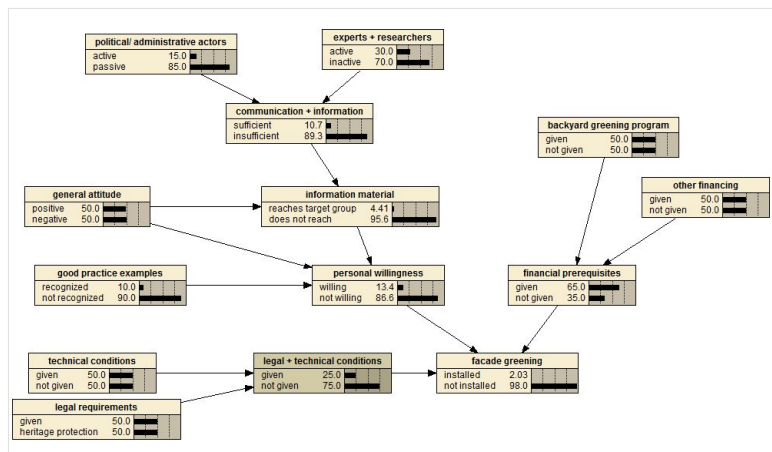 political/ administrative actors
active 15.0
passive 85.0
experts + researchers
active 30.0
inactive 70.0
communication + information
sufficient 10.7
insufficient 89.3
backyard greening program
given 50.0
not given 50.0
general attitude
positive 50.0
negative 50.0
information material
reaches target group 4.41
does not reach 95.6
other financing
given 50.0
not given 50.0
good practice examples
recognized 10.0
not recognized 90.0
personal willingness
willing 13.4
not willing 86.6
financial prerequisites
given 65.0
not given 35.0
technical conditions
given 50.0
not given 50.0
legal + technical conditions
given 25.0
not given 75.0
facade greening
installed 2.03
not installed 98.0
legal requirements
given 50.0
heritage protection 50.0